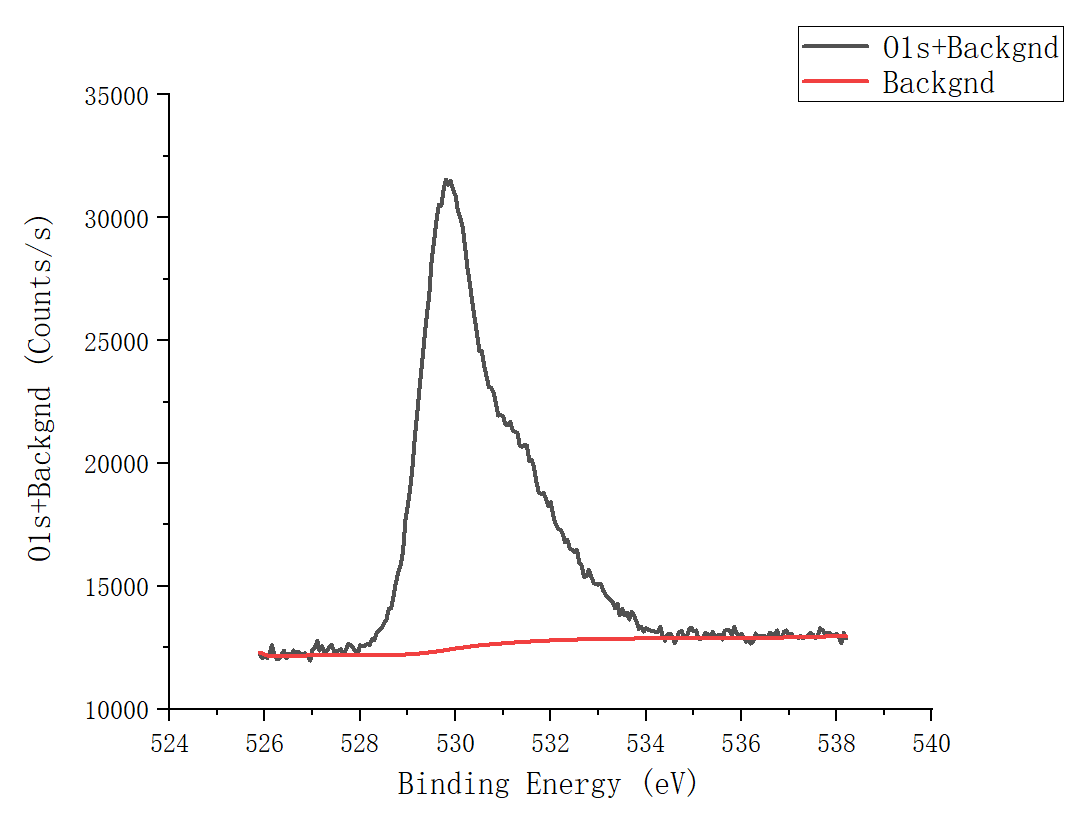 O1s+Backgnd
Backgnd
35000
30000
25000
20000
15000
10000
O1s+Backgnd (Counts/s)
524 526 528 530 532 534 536 538 540
Binding Energy (eV)